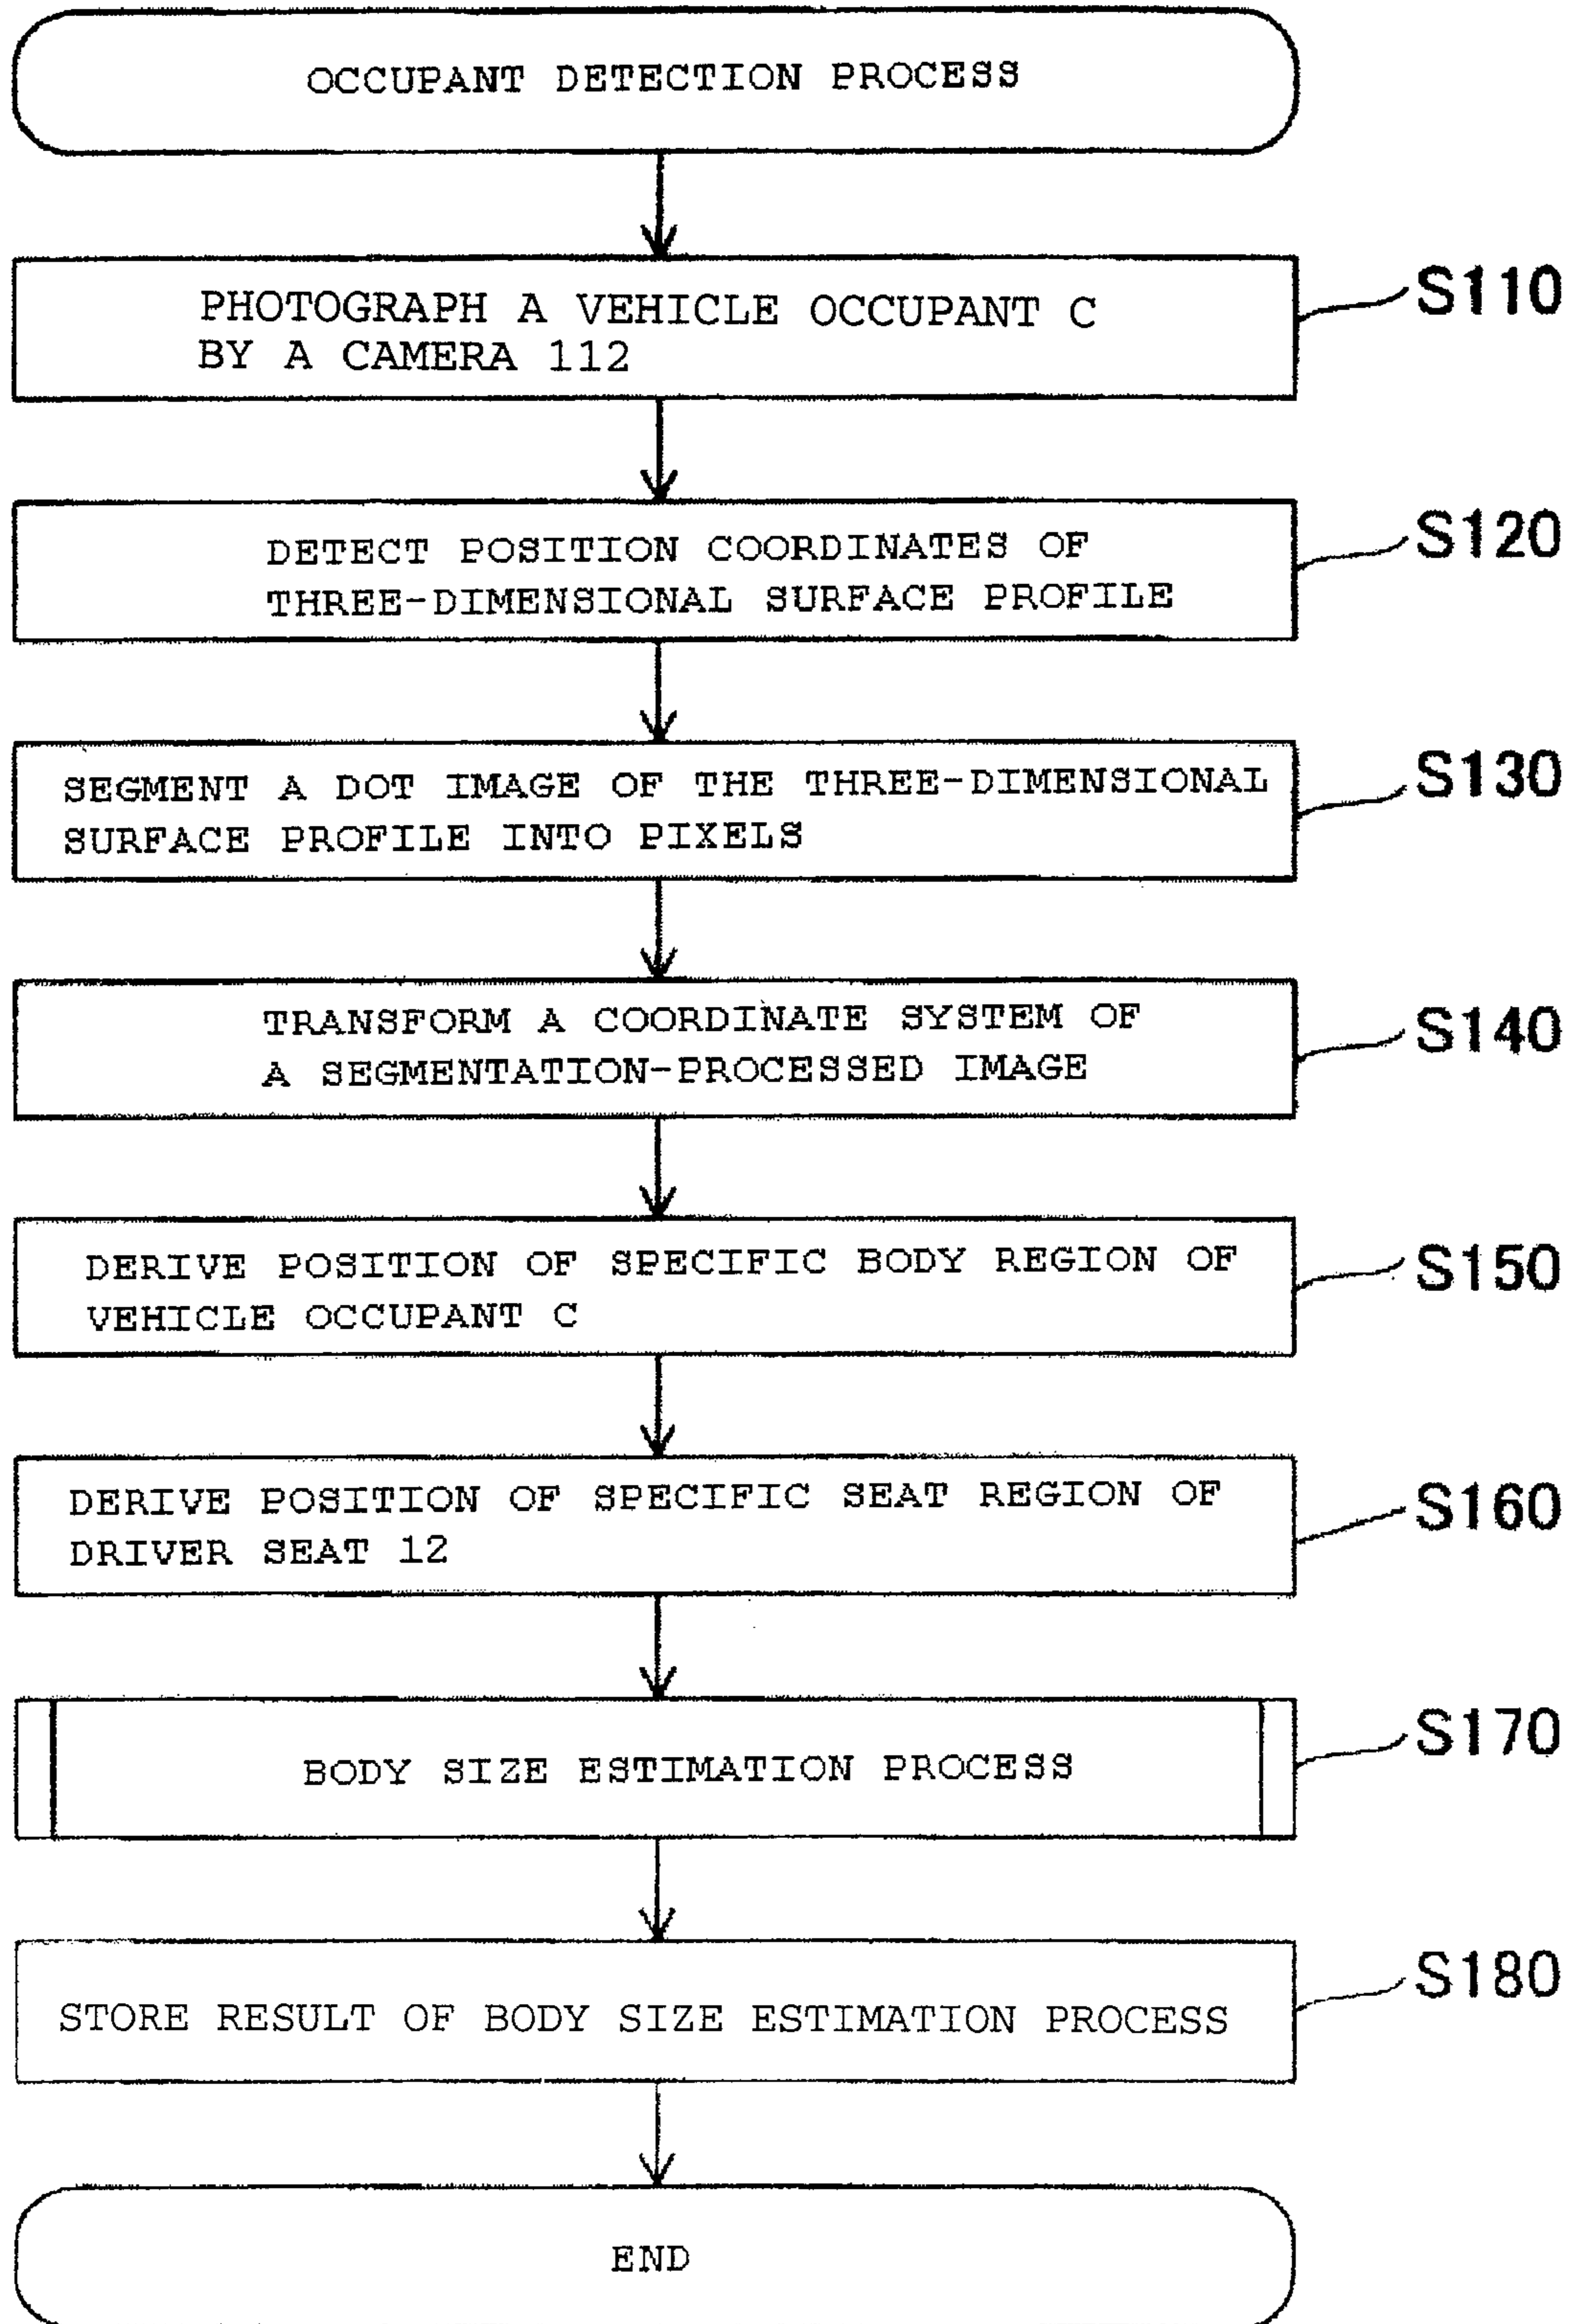 OCCUPANT DETECTION PROCESS
PHOTOGRAPH A VEHICLE OCCUPANT C
BY A CAMERA 112
S110
DETECT POSITION COORDINATES OF
THREE-DIMENSIONAL SURFACE PROFILE
S120
SEGMENT A DOT IMAGE OF THE THREE-DIMENSIONAL
SURFACE PROFILE INTO PIXELS
S130
TRANSFORM A COORDINATE SYSTEM OF
A SEGMENTATION-PROCESSED IMAGE
S140
DERIVE POSITION OF SPECIFIC BODY REGION OF
VEHICLE OCCUPANT C
S150
DERIVE POSITION OF SPECIFIC SEAT REGION OF
DRIVER SEAT 12
S160
BODY SIZE ESTIMATION PROCESS
S170
STORE RESULT OF BODY SIZE ESTIMATION PROCESS
S180
END